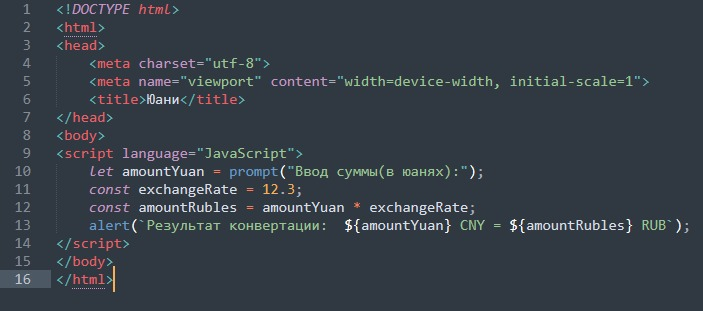 1 <!DOCTYPE html>
2 <html>
3 <head>
4     <meta charset="utf-8">
5     <meta name="viewport" content="width=device-width, initial-scale=1">
6     <title>Юани</title>
7 </head>
8 <body>
9 <script language="JavaScript">
10     let amountYuan = prompt("Ввод суммы(в юанях):");
11     const exchangeRate = 12.3;
12     const amountRubles = amountYuan * exchangeRate;
13     alert(`Результат конвертации:  ${amountYuan} CNY = ${amountRubles} RUB`);
14 </script>
15 </body>
16 </html>